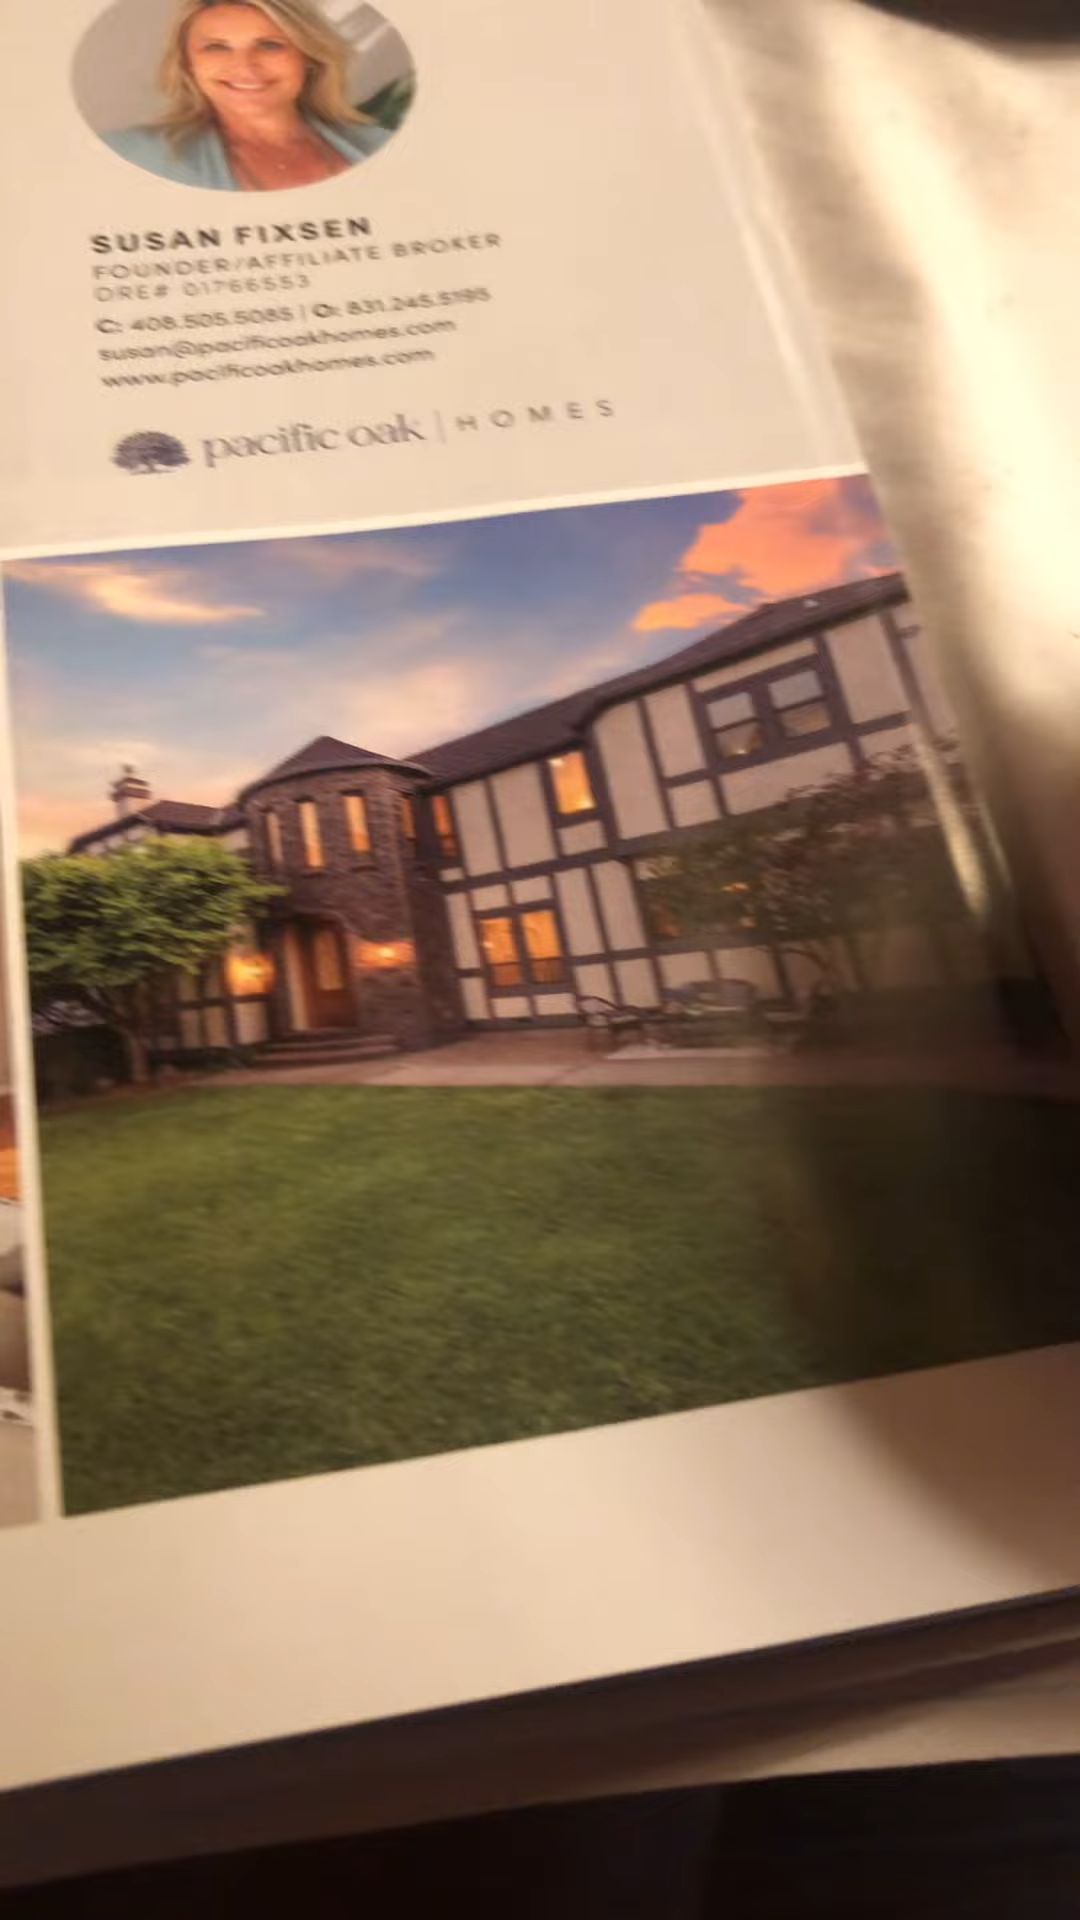 SUSAN FIXSEN
FOUNDER/AFFILIATE BROKER
DRE# 01766553
C: 408.505.5085 | O: 831.245.5195
susan@pacificoakhomes.com
www.pacificoakhomes.com
pacific oak | HOMES